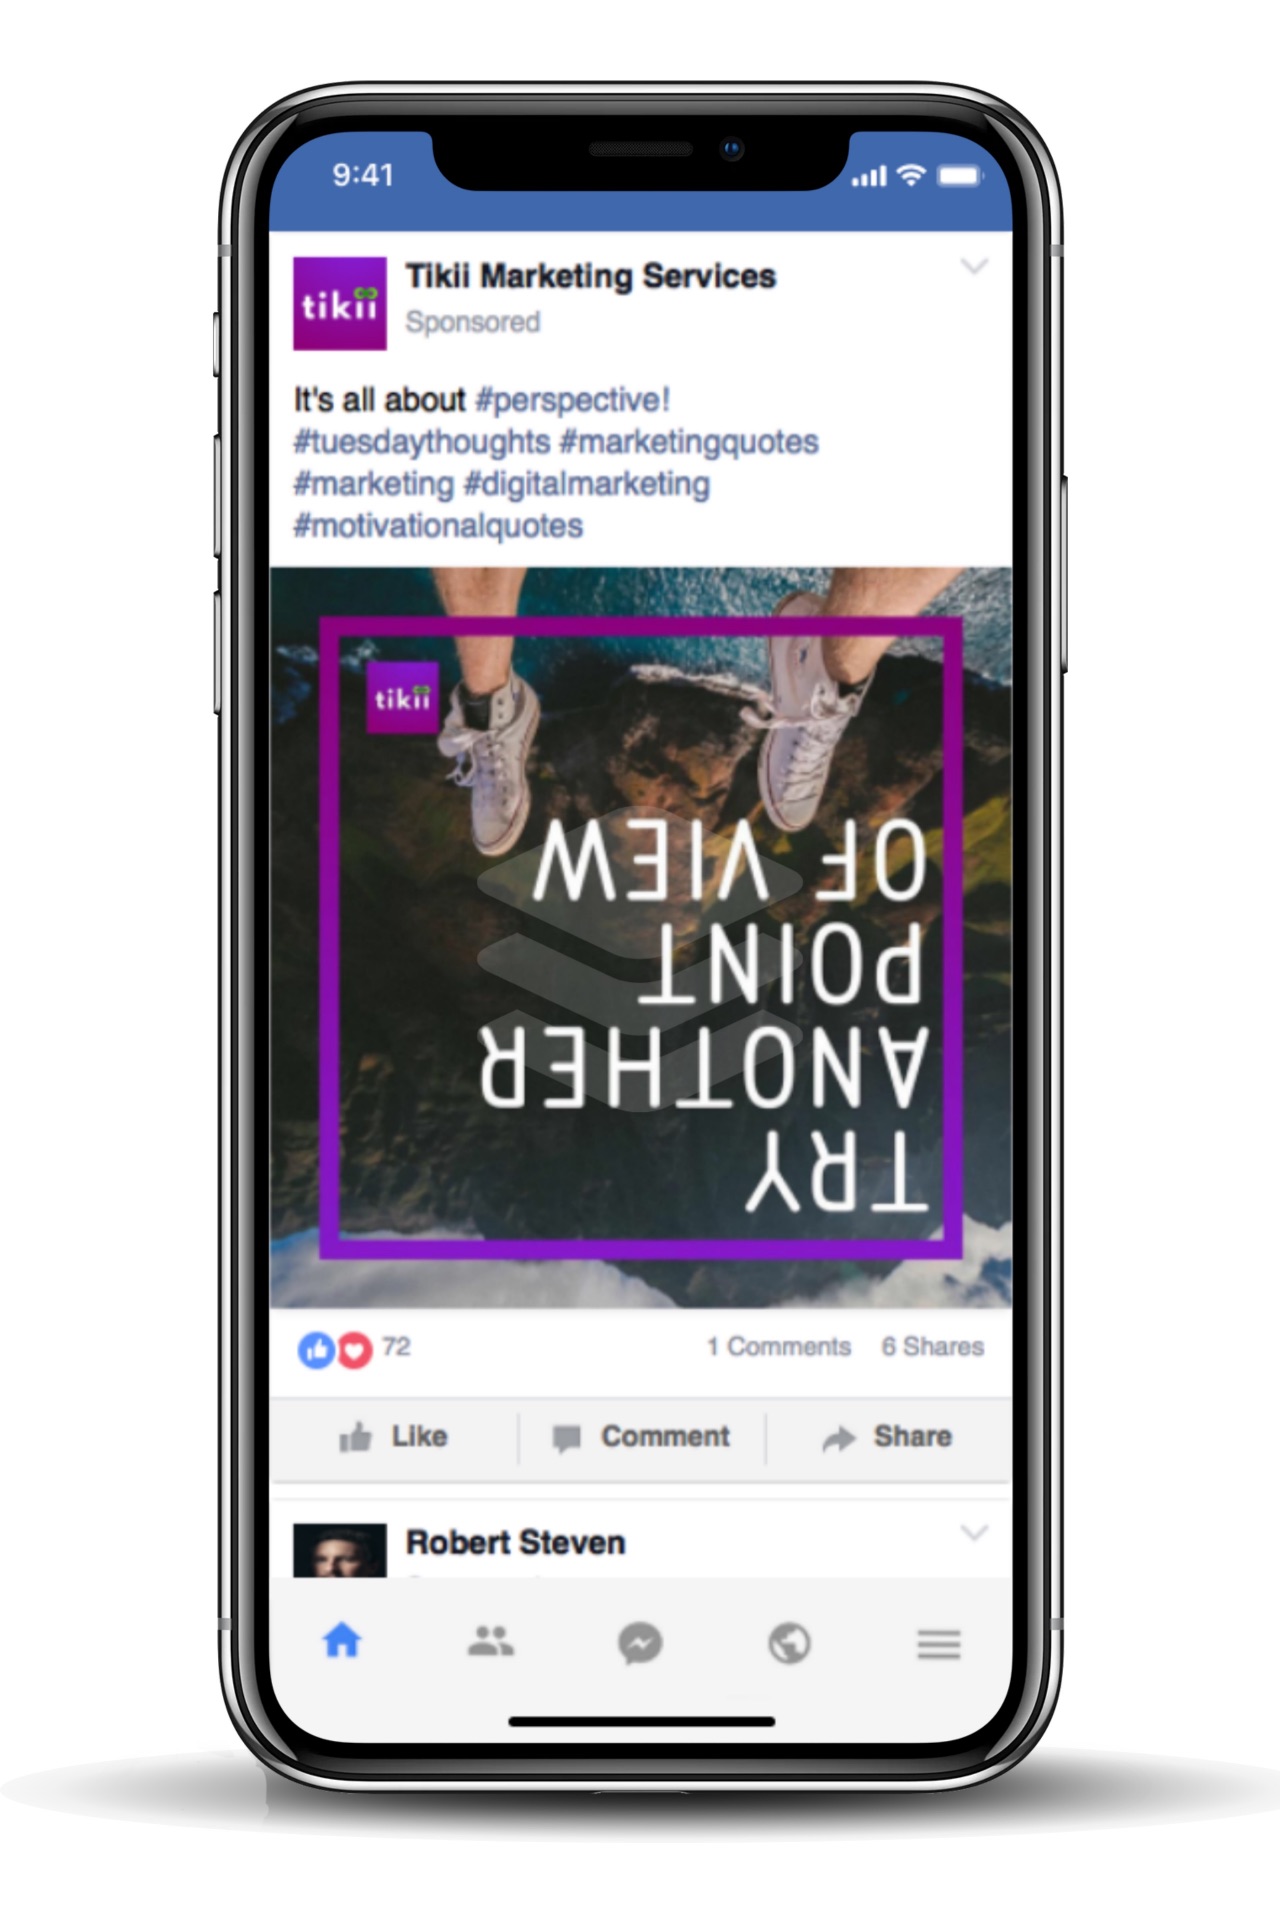 9:41
tikii
Tikii Marketing Services
Sponsored
It's all about #perspective!
#tuesdaythoughts #marketingquotes
#marketing #digitalmarketing
#motivationalquotes
tikii
TRY
ANOTHER
POINT
OF VIEW
72
1 Comments
6 Shares
Like
Comment
Share
Robert Steven